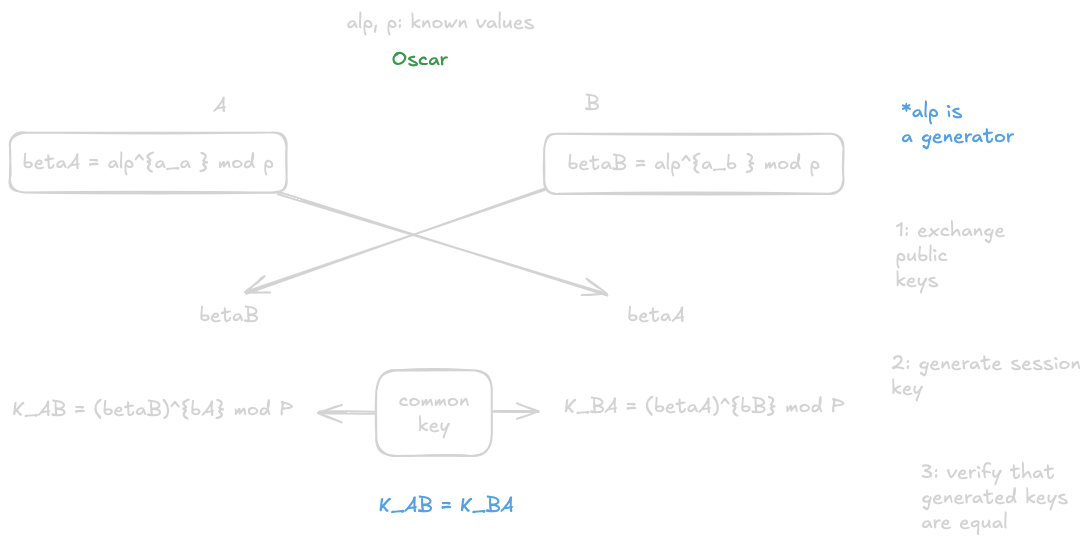 alp, p: known values
Oscar
A
B
*alp is
a generator
betaA = alp^{a_a } mod p
betaB = alp^{a_b } mod p
1: exchange
public
keys
betaB
betaA
2: generate session
key
K_AB = (betaB)^{bA} mod P
common
key
K_BA = (betaA)^{bB} mod P
3: verify that
generated keys
are equal
K_AB = K_BA